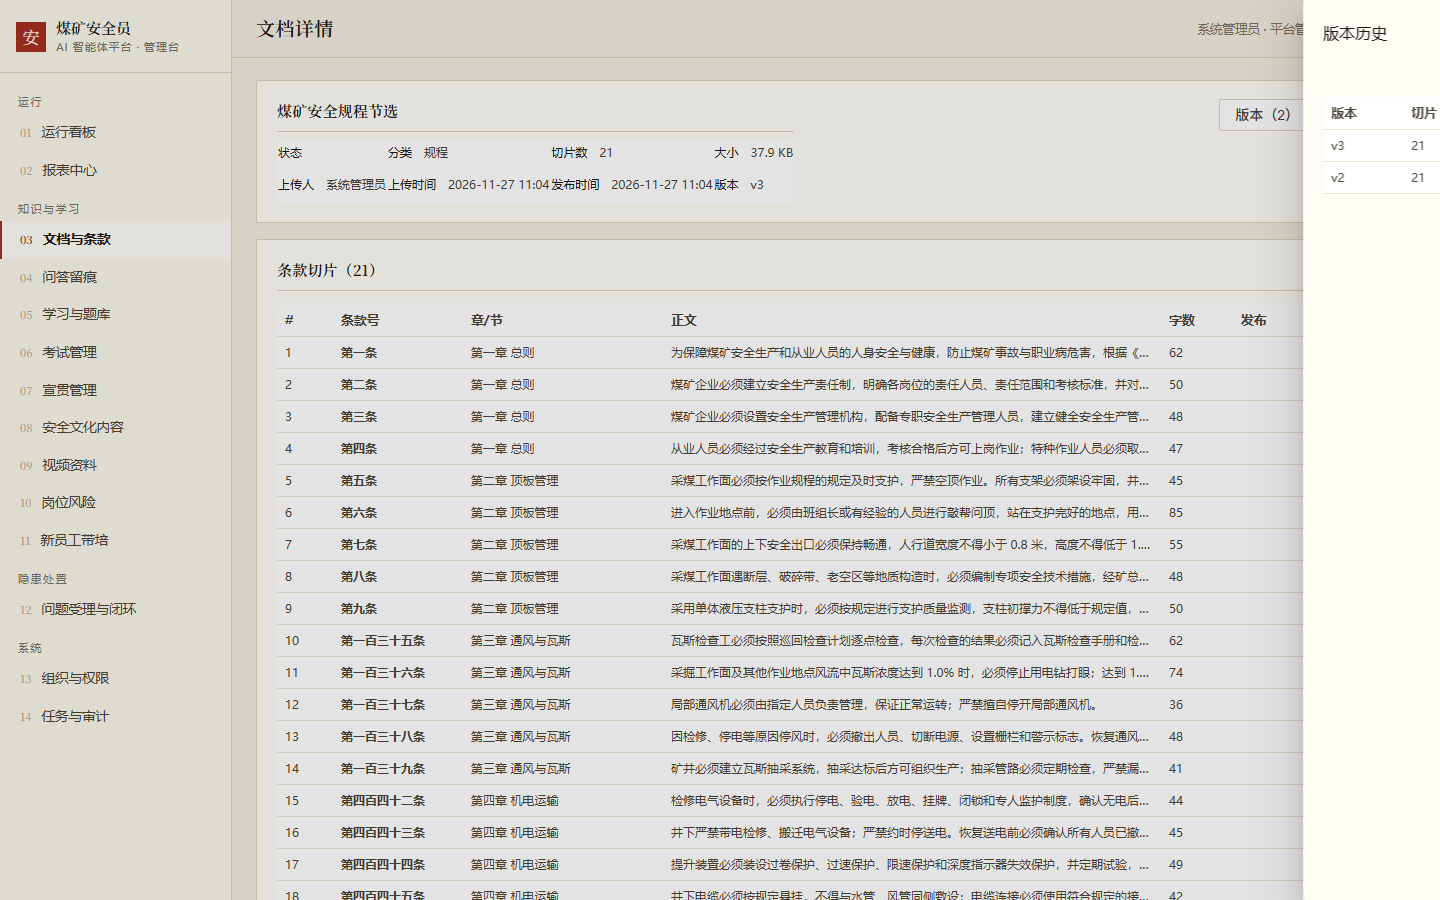 安
煤矿安全员
AI 智能体平台 · 管理台
运行
01 运行看板
02 报表中心
知识与学习
03 文档与条款
04 问答留痕
05 学习与题库
06 考试管理
07 宣贯管理
08 安全文化内容
09 视频资料
10 岗位风险
11 新员工带培
隐患处置
12 问题受理与闭环
系统
13 组织与权限
14 任务与审计
文档详情
系统管理员 · 平台管
煤矿安全规程节选
版本（2）
状态 分类 规程 切片数 21 大小 37.9 KB
上传人 系统管理员 上传时间 2026-11-27 11:04 发布时间 2026-11-27 11:04 版本 v3
条款切片（21）
# 条款号 章/节 正文 字数 发布
1 第一条 第一章 总则 为保障煤矿安全生产和从业人员的人身安全与健康，防止煤矿事故与职业病危害，根据《... 62
2 第二条 第一章 总则 煤矿企业必须建立安全生产责任制，明确各岗位的责任人员、责任范围和考核标准，并对... 50
3 第三条 第一章 总则 煤矿企业必须设置安全生产管理机构，配备专职安全生产管理人员，建立健全安全生产管... 48
4 第四条 第一章 总则 从业人员必须经过安全生产教育和培训，考核合格后方可上岗作业；特种作业人员必须取... 47
5 第五条 第二章 顶板管理 采煤工作面必须按作业规程的规定及时支护，严禁空顶作业。所有支架必须架设牢固，并... 45
6 第六条 第二章 顶板管理 进入作业地点前，必须由班组长或有经验的人员进行敲帮问顶，站在支护完好的地点，用... 85
7 第七条 第二章 顶板管理 采煤工作面的上下安全出口必须保持畅通，人行道宽度不得小于 0.8 米，高度不得低于 1.... 55
8 第八条 第二章 顶板管理 采煤工作面遇断层、破碎带、老空区等地质构造时，必须编制专项安全技术措施，经矿总... 48
9 第九条 第二章 顶板管理 采用单体液压支柱支护时，必须按规定进行支护质量监测，支柱初撑力不得低于规定值，... 50
10 第一百三十五条 第三章 通风与瓦斯 瓦斯检查工必须按照巡回检查计划逐点检查，每次检查的结果必须记入瓦斯检查手册和检... 62
11 第一百三十六条 第三章 通风与瓦斯 采掘工作面及其他作业地点风流中瓦斯浓度达到 1.0% 时，必须停止用电钻打眼；达到 1.... 74
12 第一百三十七条 第三章 通风与瓦斯 局部通风机必须由指定人员负责管理，保证正常运转；严禁擅自停开局部通风机。 36
13 第一百三十八条 第三章 通风与瓦斯 因检修、停电等原因停风时，必须撤出人员、切断电源、设置栅栏和警示标志。恢复通风... 48
14 第一百三十九条 第三章 通风与瓦斯 矿井必须建立瓦斯抽采系统，抽采达标后方可组织生产；抽采管路必须定期检查，严禁漏... 41
15 第四百四十二条 第四章 机电运输 检修电气设备时，必须执行停电、验电、放电、挂牌、闭锁和专人监护制度，确认无电后... 44
16 第四百四十三条 第四章 机电运输 井下严禁带电检修、搬迁电气设备；严禁约时停送电。恢复送电前必须确认所有人员已撤... 45
17 第四百四十四条 第四章 机电运输 提升装置必须装设过卷保护、过速保护、限速保护和深度指示器失效保护，并定期试验，... 49
18 第四百四十五条 第四章 机电运输 井下电缆必须按规定悬挂，不得与水管、风管同侧敷设；电缆连接必须使用符合规定的接... 42
版本历史
版本 切片
v3 21
v2 21